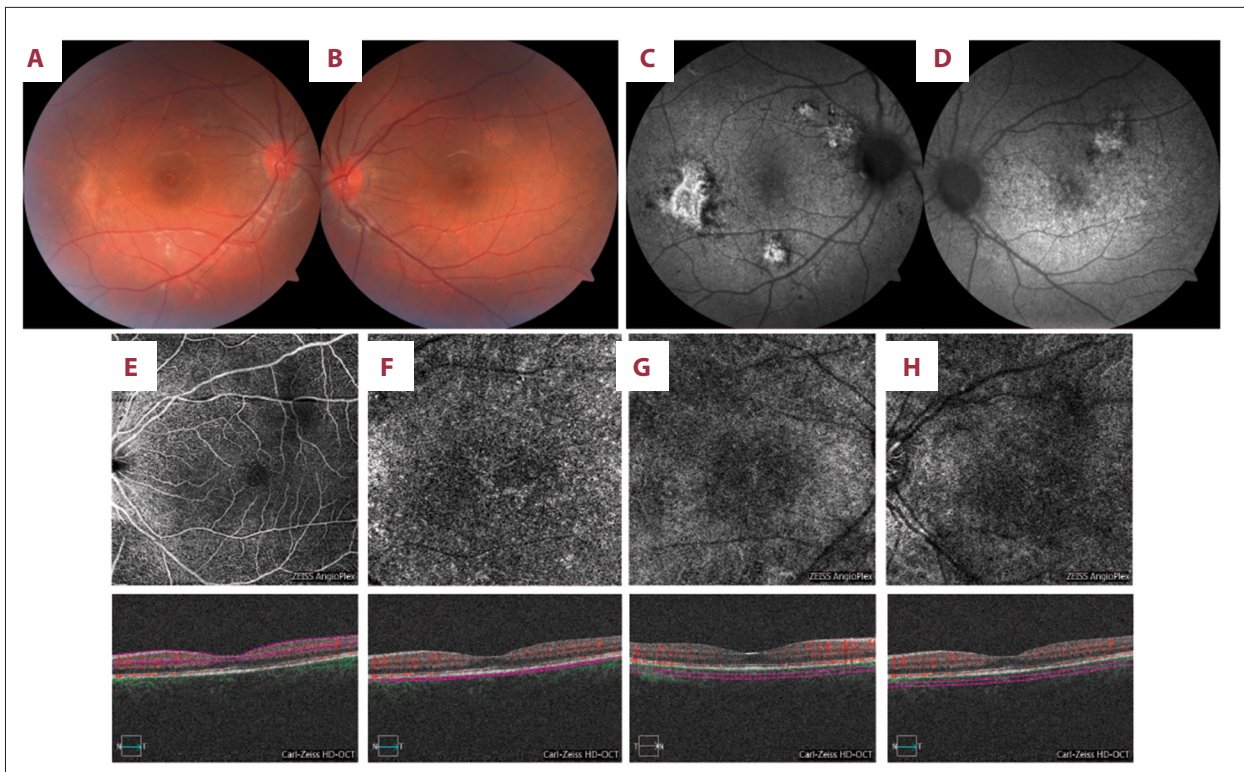 A
B
C
D
E
F
G
H
ZEISS AngioPlex
ZEISS AngioPlex
ZEISS AngioPlex
N T
Carl-Zeiss HD-OCT
N T
Carl-Zeiss HD-OCT
T N
Carl-Zeiss HD-OCT
N T
Carl-Zeiss HD-OCT